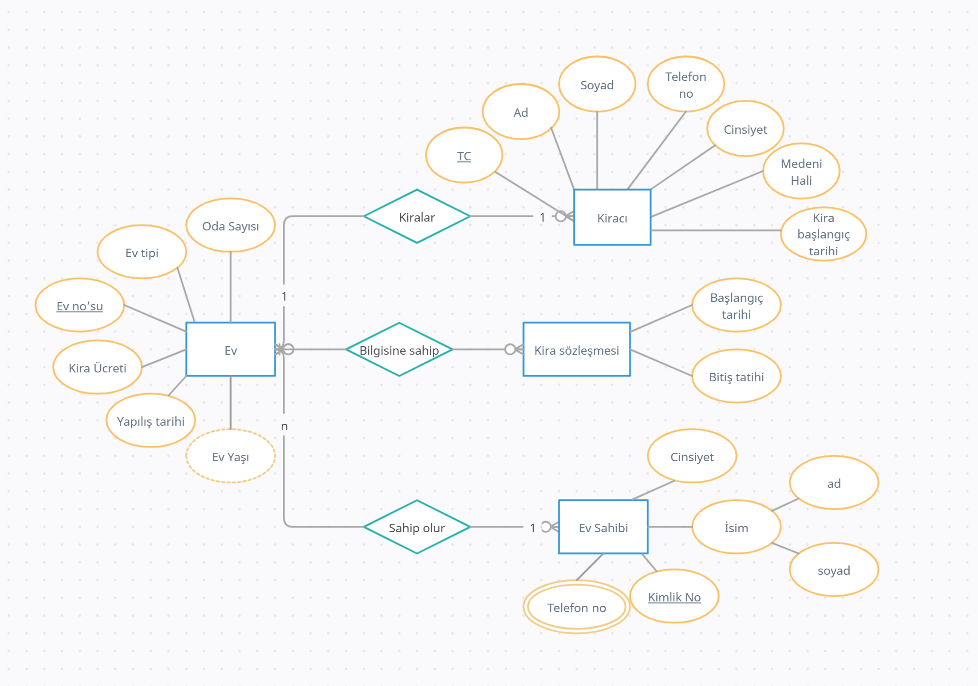 Soyad
Telefon
no
Ad
Cinsiyet
TC
Medeni
Hali
Kiralar
1
Kiracı
Kira
başlangıç
tarihi
Oda Sayısı
Ev tipi
Ev no'su
1
Başlangıç
tarihi
Ev
Bilgisine sahip
Kira sözleşmesi
Kira Ücreti
Bitiş tatihi
Yapılış tarihi
n
Ev Yaşı
Cinsiyet
ad
Sahip olur
1
Ev Sahibi
İsim
soyad
Telefon no
Kimlik No